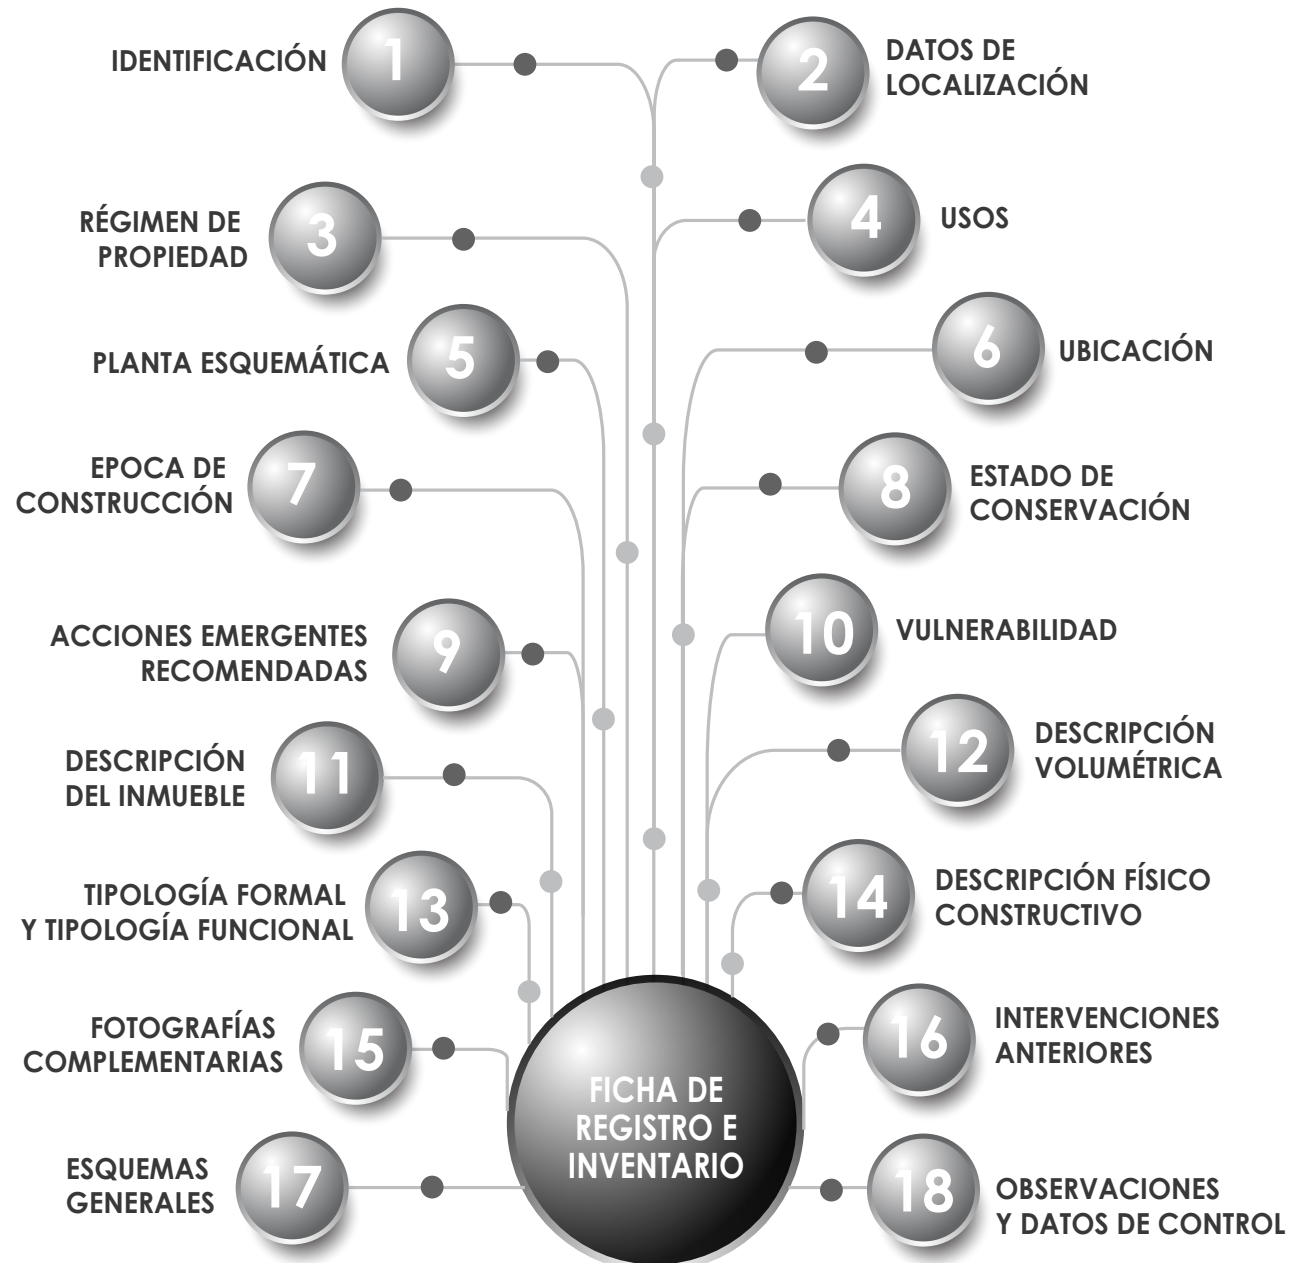 1
IDENTIFICACIÓN
2
DATOS DE
LOCALIZACIÓN
3
RÉGIMEN DE
PROPIEDAD
4
USOS
5
PLANTA ESQUEMÁTICA
6
UBICACIÓN
7
EPOCA DE
CONSTRUCCIÓN
8
ESTADO DE
CONSERVACIÓN
9
ACCIONES EMERGENTES
RECOMENDADAS
10
VULNERABILIDAD
11
DESCRIPCIÓN
DEL INMUEBLE
12
DESCRIPCIÓN
VOLUMÉTRICA
13
TIPOLOGÍA FORMAL
Y TIPOLOGÍA FUNCIONAL
14
DESCRIPCIÓN FÍSICO
CONSTRUCTIVO
15
FOTOGRAFÍAS
COMPLEMENTARIAS
16
INTERVENCIONES
ANTERIORES
17
ESQUEMAS
GENERALES
18
OBSERVACIONES
Y DATOS DE CONTROL
FICHA DE
REGISTRO E
INVENTARIO